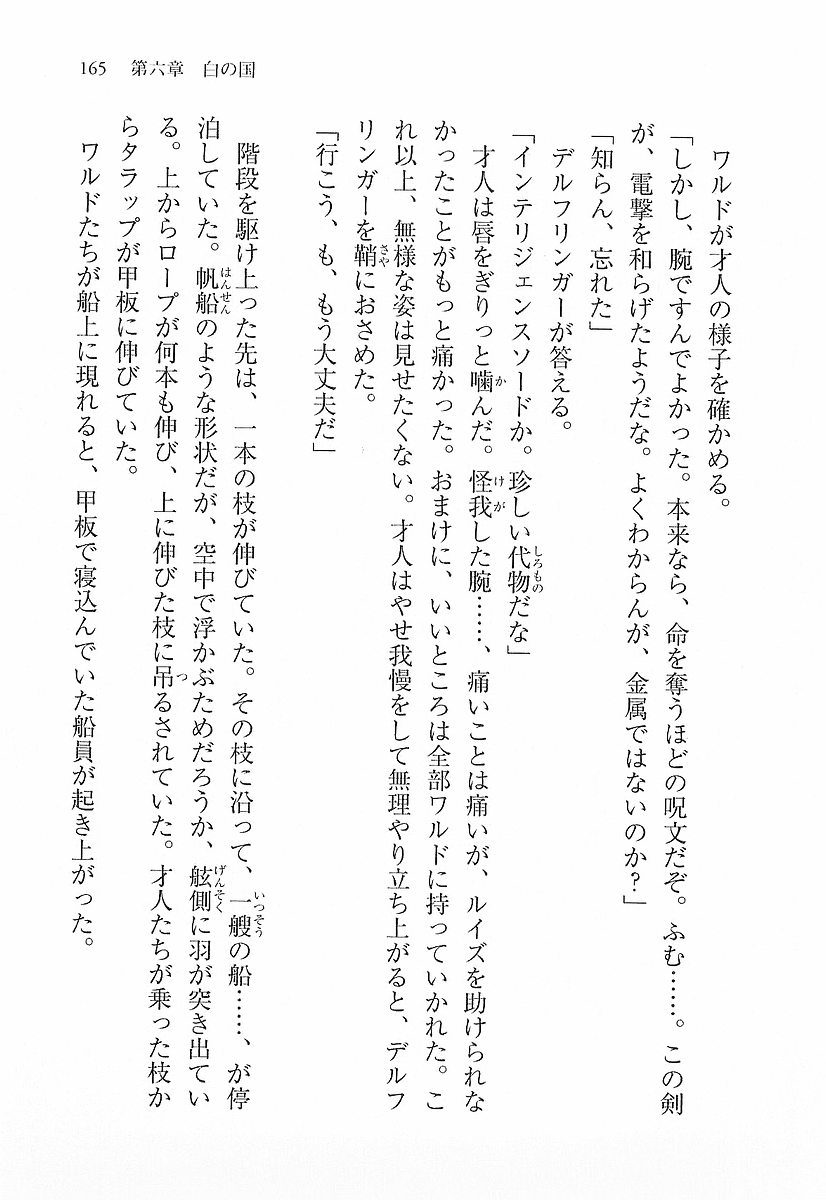 165　第六章　白の国
　ワルドが才人の様子を確かめる。
「しかし、腕ですんでよかった。本来なら、命を奪うほどの呪文だぞ。ふむ……。この剣
が、電撃を和らげたようだな。よくわからんが、金属ではないのか？」
「知らん、忘れた」
　デルフリンガーが答える。
「インテリジェンスソードか。珍しい代物だな」
　才人は唇をぎりっと噛んだ。怪我した腕……、痛いことは痛いが、ルイズを助けられな
かったことがもっと痛かった。おまけに、いいところは全部ワルドに持っていかれた。こ
れ以上、無様な姿は見せたくない。才人はやせ我慢をして無理やり立ち上がると、デルフ
リンガーを鞘におさめた。
「行こう、も、もう大丈夫だ」
　階段を駆け上った先は、一本の枝が伸びていた。その枝に沿って、一艘の船……、が停
泊していた。帆船のような形状だが、空中で浮かぶためだろうか、舷側に羽が突き出てい
る。上からロープが何本も伸び、上に伸びた枝に吊るされていた。才人たちが乗った枝か
らタラップが甲板に伸びていた。
　ワルドたちが船上に現れると、甲板で寝込んでいた船員が起き上がった。